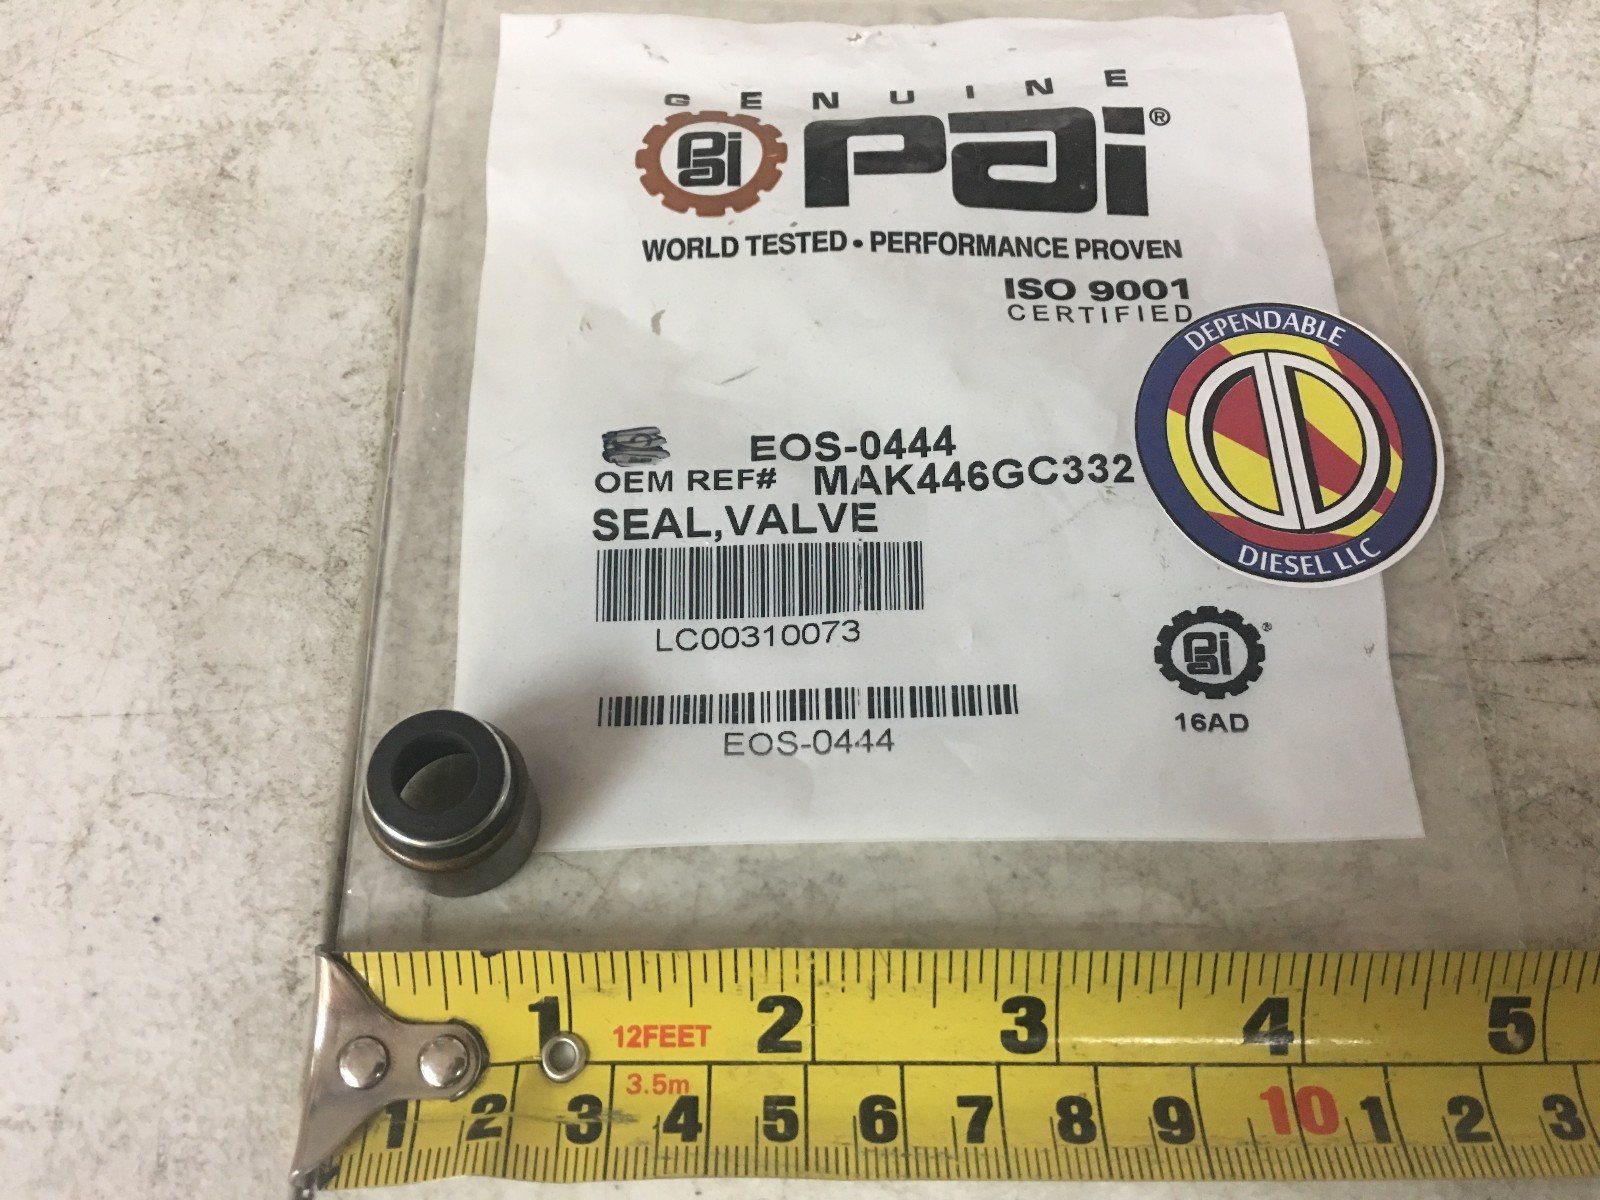 GENUINE
pai pai®
WORLD TESTED • PERFORMANCE PROVEN
ISO 9001
CERTIFIED
DEPENDABLE
DIESEL LLC
EOS-0444
OEM REF# MAK446GC332
SEAL,VALVE
LC00310073
pai ®
16AD
EOS-0444
1 12FEET 2 3 4 5
3.5m
1 2 3 4 5 6 7 8 9 10 1 2 3